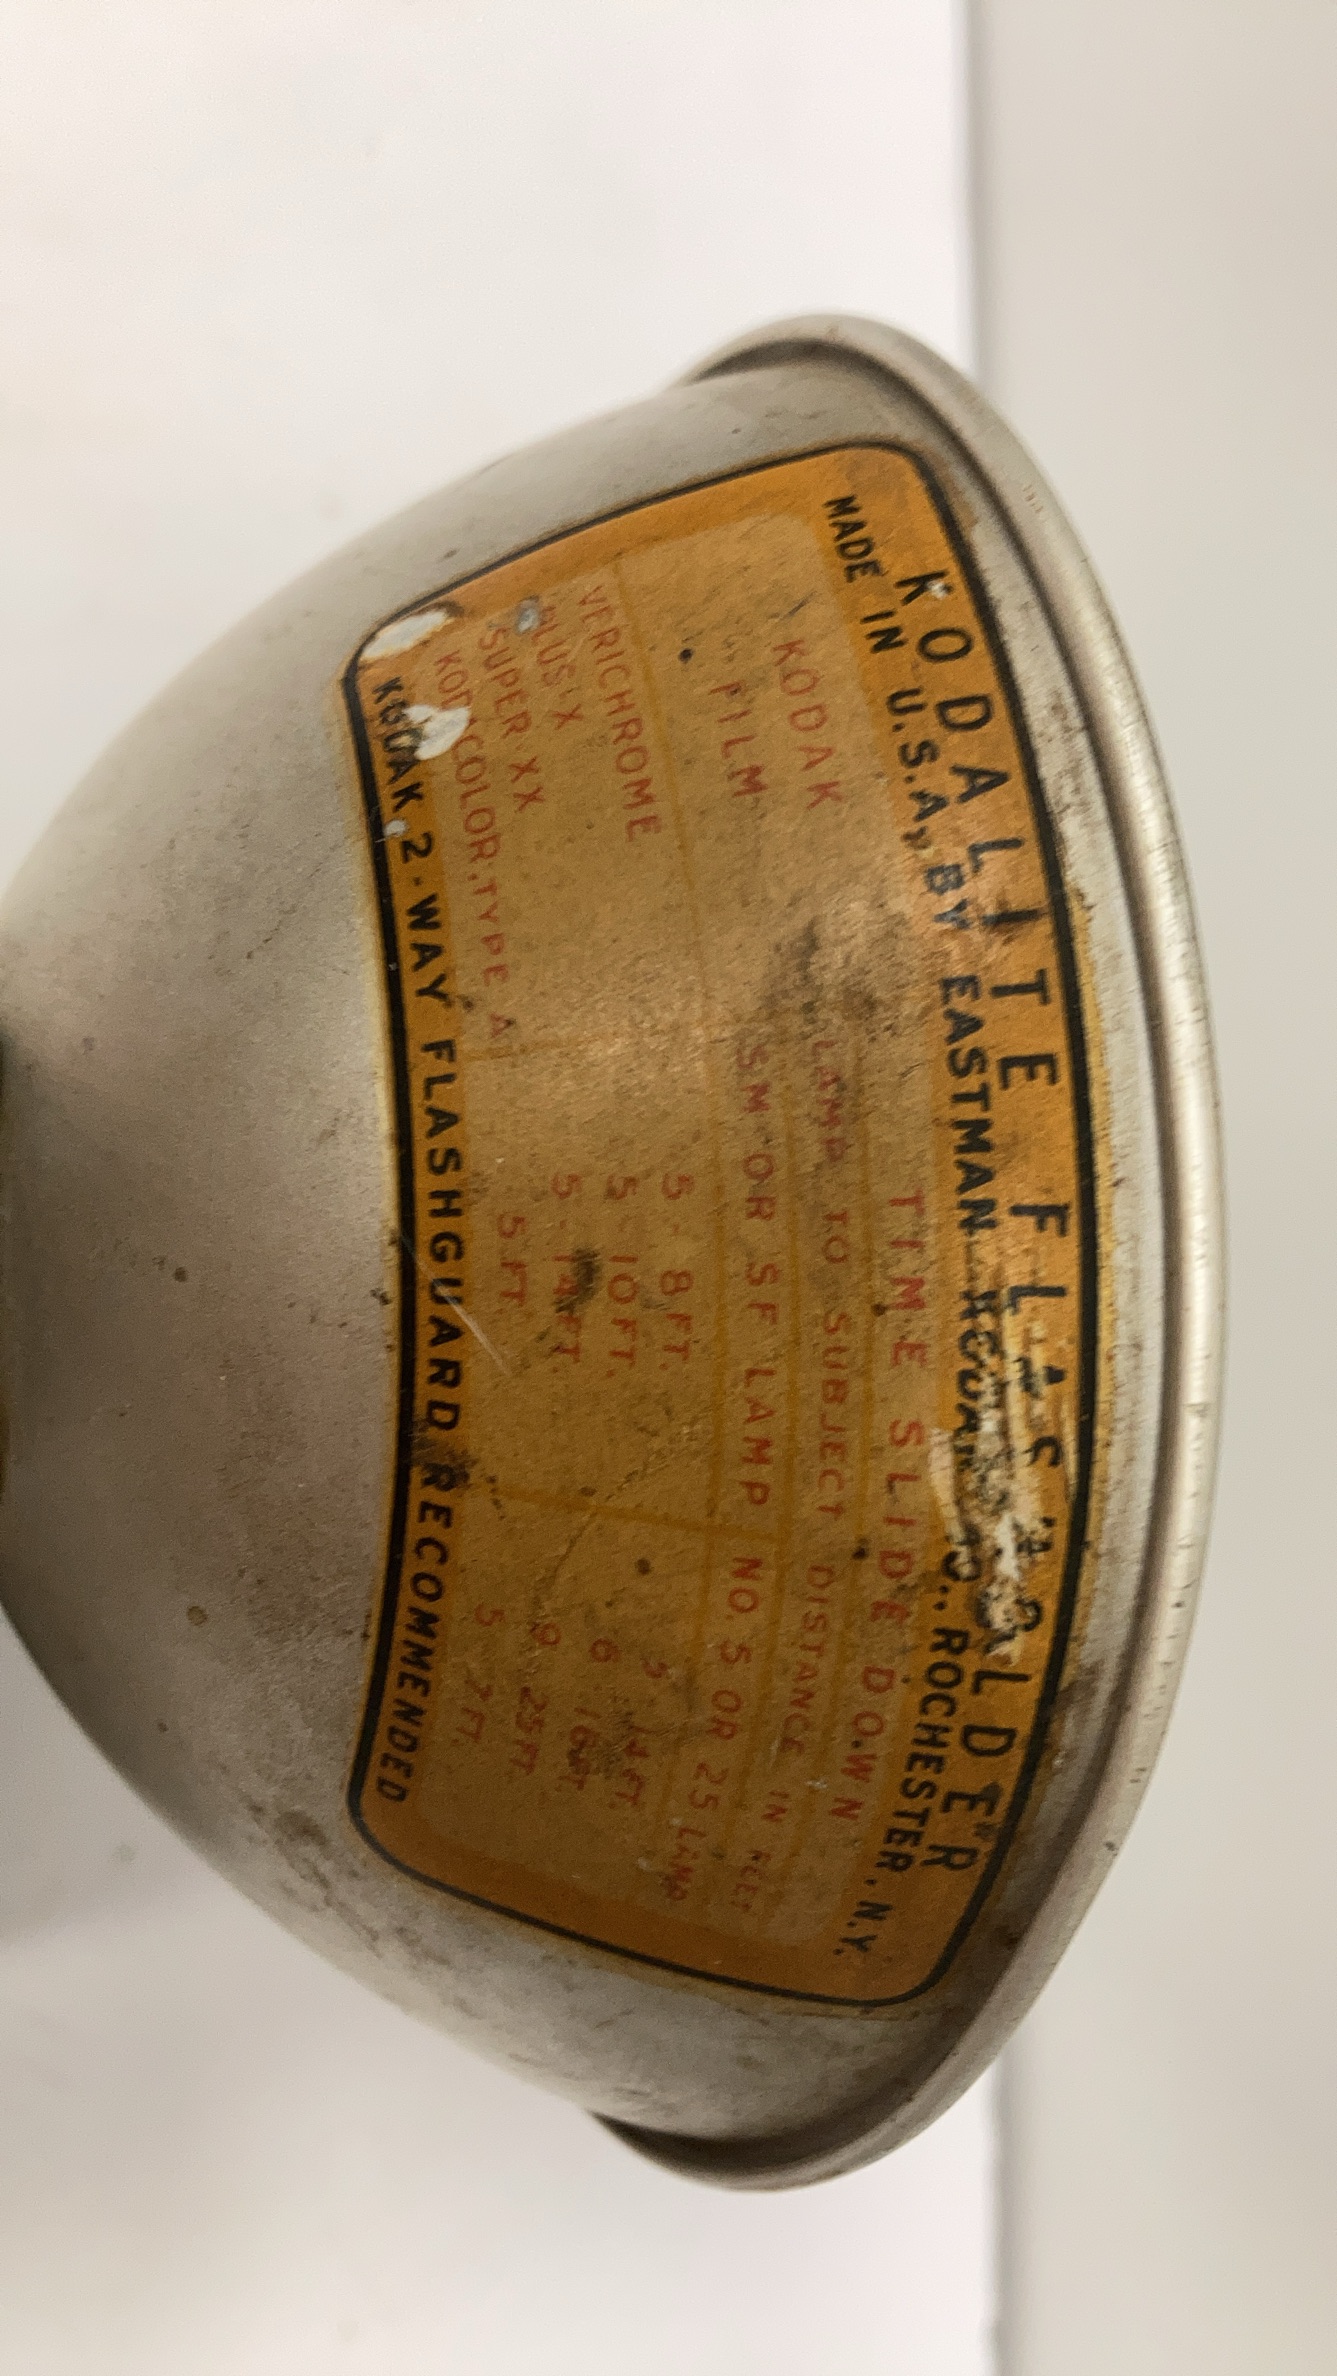 KODALITE FLASHOLDER
MADE IN U.S.A. BY EASTMAN KODAK CO., ROCHESTER, N.Y.
KODAK FILM
TIME SLIDE DOWN
LAMP TO SUBJECT DISTANCE IN FEET
SM OR SF LAMP NO. 5 OR 25 LAMP
VERICHROME 5 - 8 FT. 5 14 FT.
PLUS-X 5 - 10 FT. 6 16 FT.
SUPER-XX 5 - 14 FT. 9 25 FT.
KODACOLOR, TYPE A 5 FT. 5 7 FT.
KODAK 2-WAY FLASHGUARD RECOMMENDED